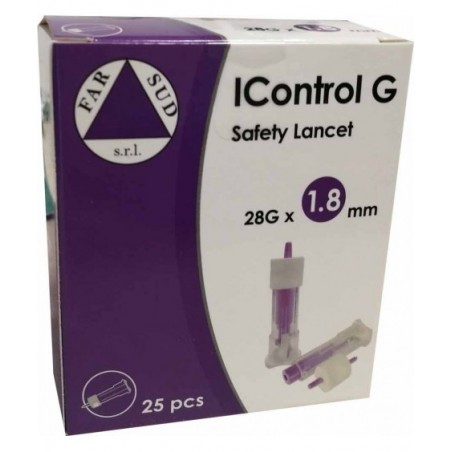 FAR SUD
s.r.l.
IControl G
Safety Lancet
28G x 1.8 mm
25 pcs